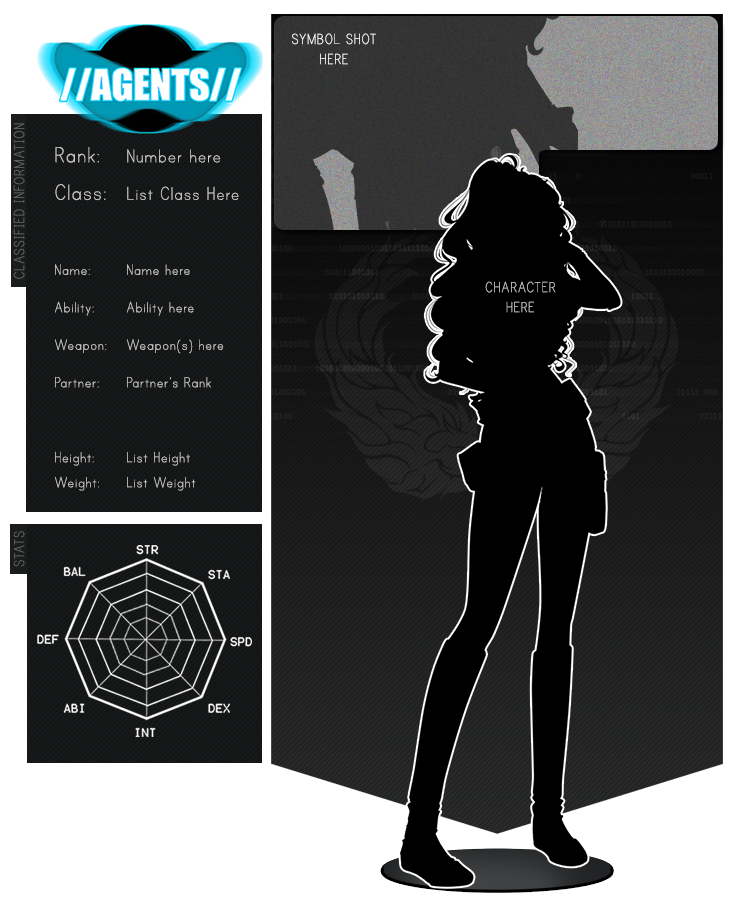 //AGENTS//
CLASSIFIED INFORMATION
Rank: Number here
Class: List Class Here
Name: Name here
Ability: Ability here
Weapon: Weapon(s) here
Partner: Partner's Rank
Height: List Height
Weight: List Weight
STATS
STR
STA
SPD
DEX
INT
ABI
DEF
BAL
SYMBOL SHOT
HERE
CHARACTER
HERE